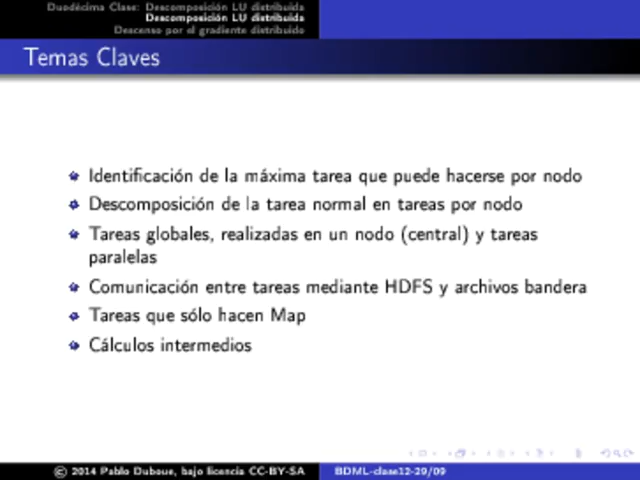 Duodécima Clase: Descomposición LU distribuida
Descomposición LU distribuida
Descenso por el gradiente distribuido
Temas Claves
Identificación de la máxima tarea que puede hacerse por nodo
Descomposición de la tarea normal en tareas por nodo
Tareas globales, realizadas en un nodo (central) y tareas
paralelas
Comunicación entre tareas mediante HDFS y archivos bandera
Tareas que sólo hacen Map
Cálculos intermedios
© 2014 Pablo Duboue, bajo licencia CC-BY-SA
BDML-clase12-29/09